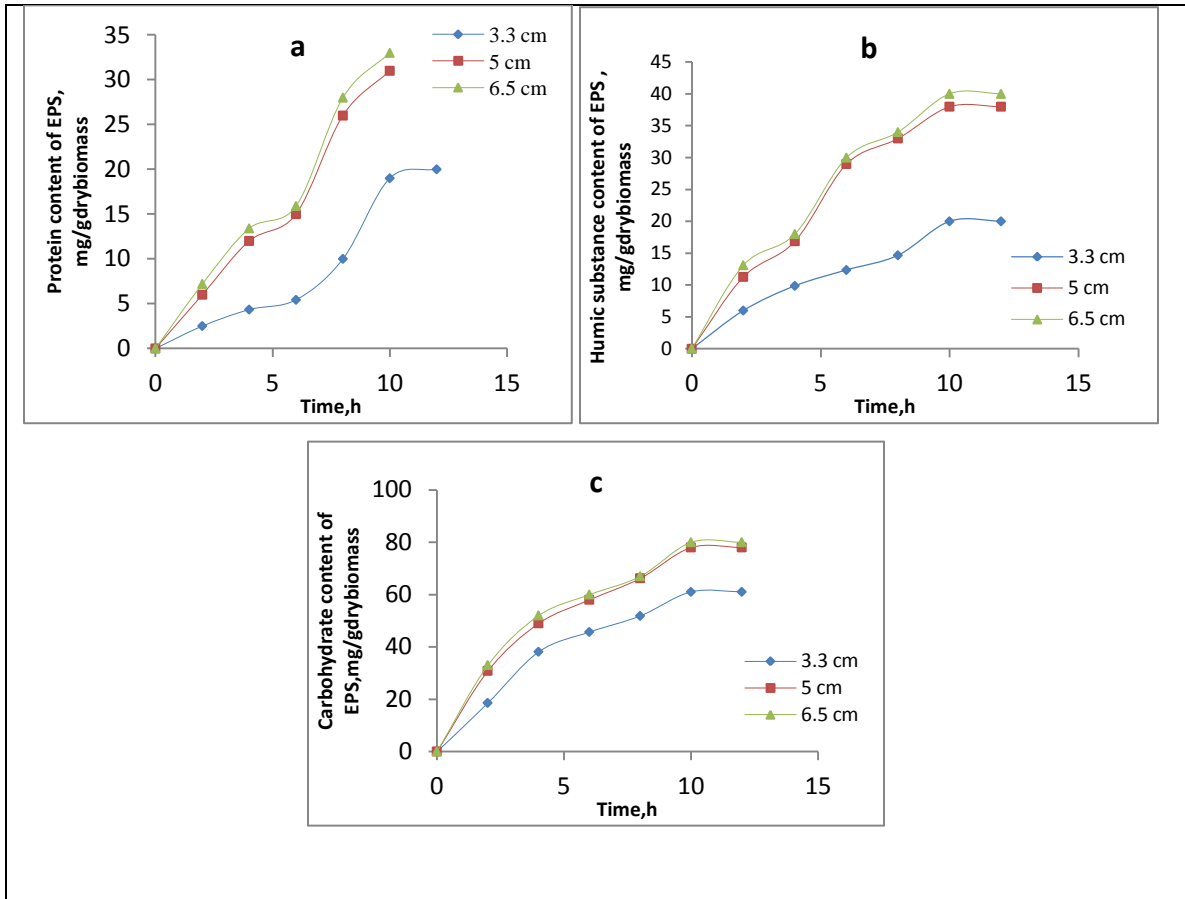 a
3.3 cm
5 cm
6.5 cm
35
30
25
20
15
10
5
0
Protein content of EPS,
mg/gdrybiomass
0 5 10 15
Time,h
b
45
40
35
30
25
20
15
10
5
0
Humic substance content of EPS,
mg/gdrybiomass
3.3 cm
5 cm
6.5 cm
0 5 10 15
Time,h
c
100
80
60
40
20
0
Carbohydrate content of
EPS,mg/gdrybiomass
3.3 cm
5 cm
6.5 cm
0 5 10 15
Time,h